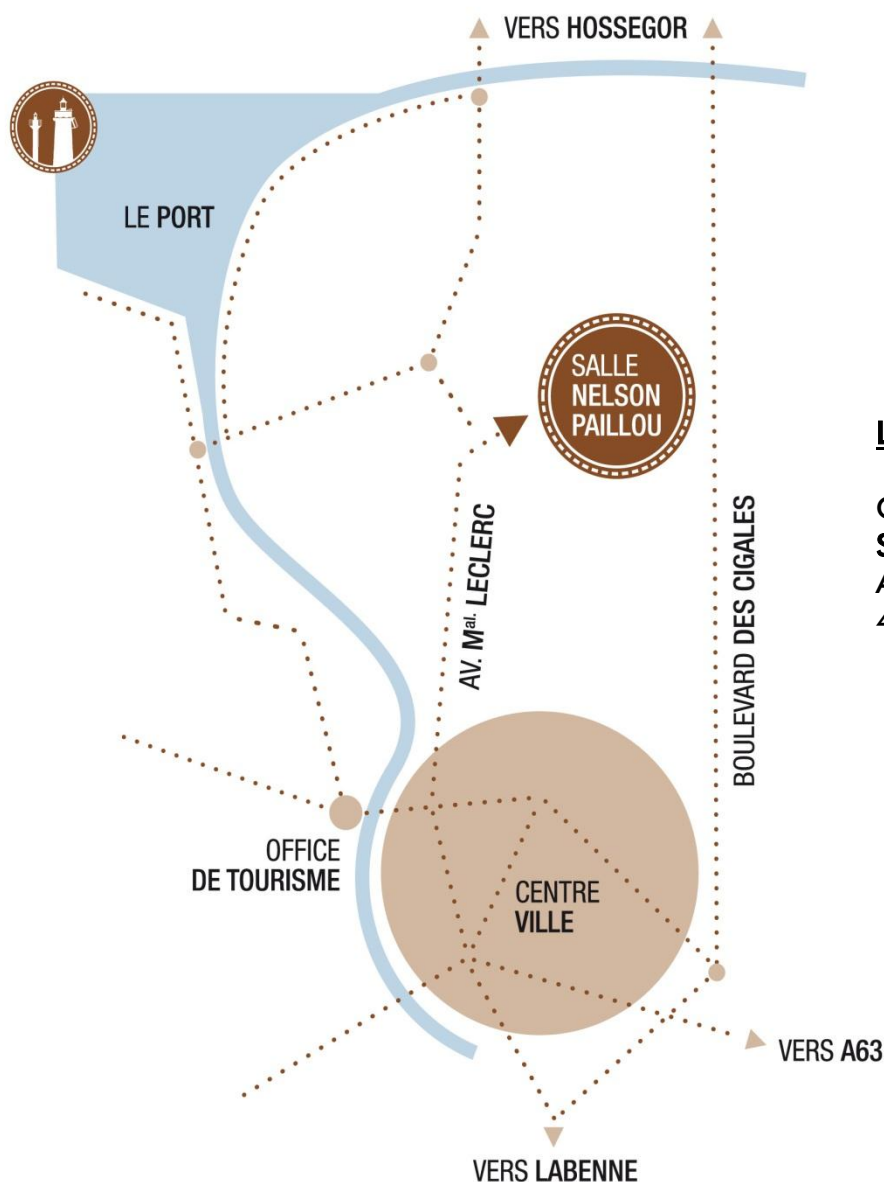 VERS HOSSEGOR
LE PORT
SALLE
NELSON
PAILLOU
AV. Mal. LECLERC
BOULEVARD DES CIGALES
OFFICE
DE TOURISME
CENTRE
VILLE
VERS A63
VERS LABENNE